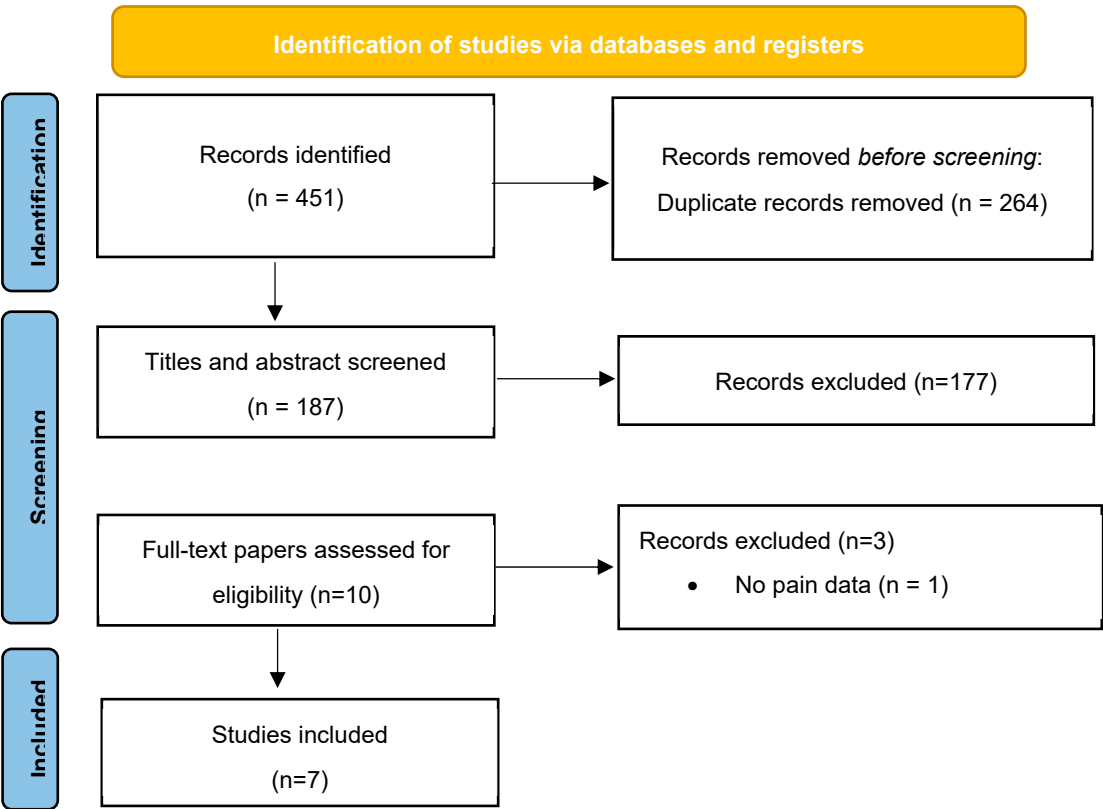 Identification of studies via databases and registers
Identification
Records identified
(n = 451)
Records removed before screening:
Duplicate records removed (n = 264)
Screening
Titles and abstract screened
(n = 187)
Records excluded (n=177)
Full-text papers assessed for
eligibility (n=10)
Records excluded (n=3)
• No pain data (n = 1)
Included
Studies included
(n=7)